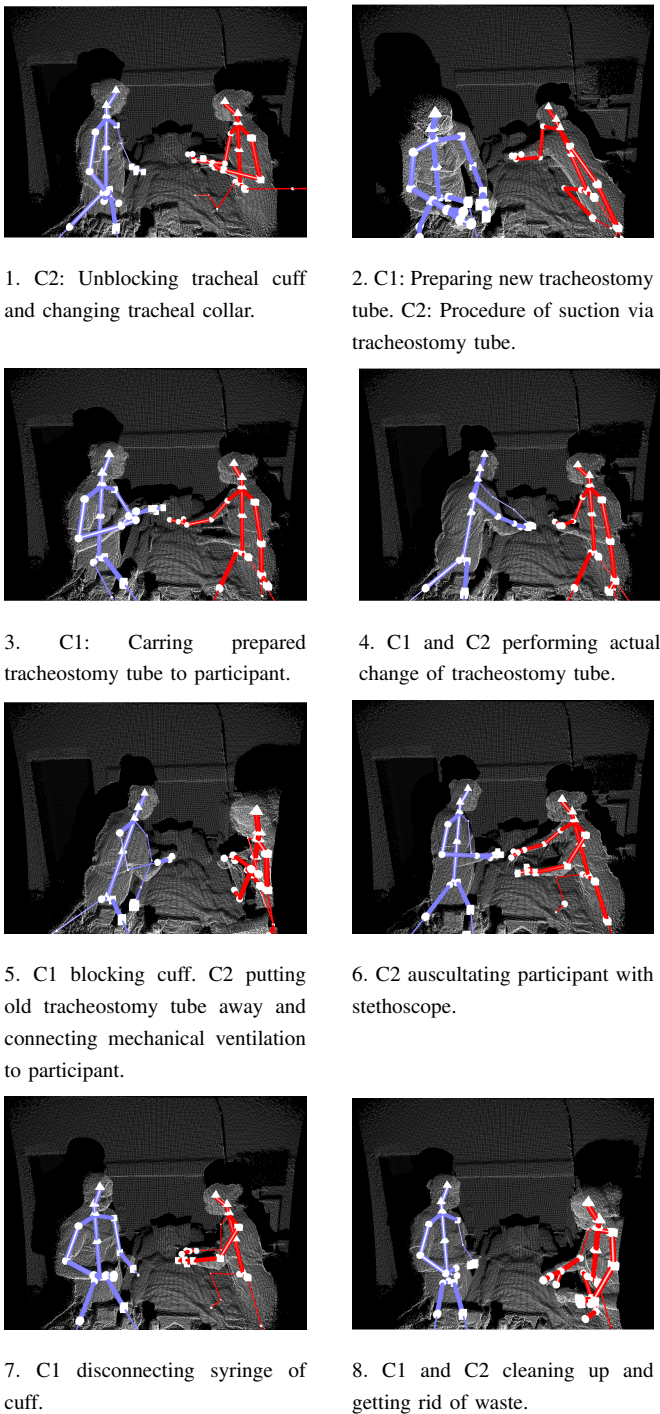 1. C2: Unblocking tracheal cuff
and changing tracheal collar.
2. C1: Preparing new tracheostomy
tube. C2: Procedure of suction via
tracheostomy tube.
3. C1: Carring prepared
tracheostomy tube to participant.
4. C1 and C2 performing actual
change of tracheostomy tube.
5. C1 blocking cuff. C2 putting
old tracheostomy tube away and
connecting mechanical ventilation
to participant.
6. C2 auscultating participant with
stethoscope.
7. C1 disconnecting syringe of
cuff.
8. C1 and C2 cleaning up and
getting rid of waste.